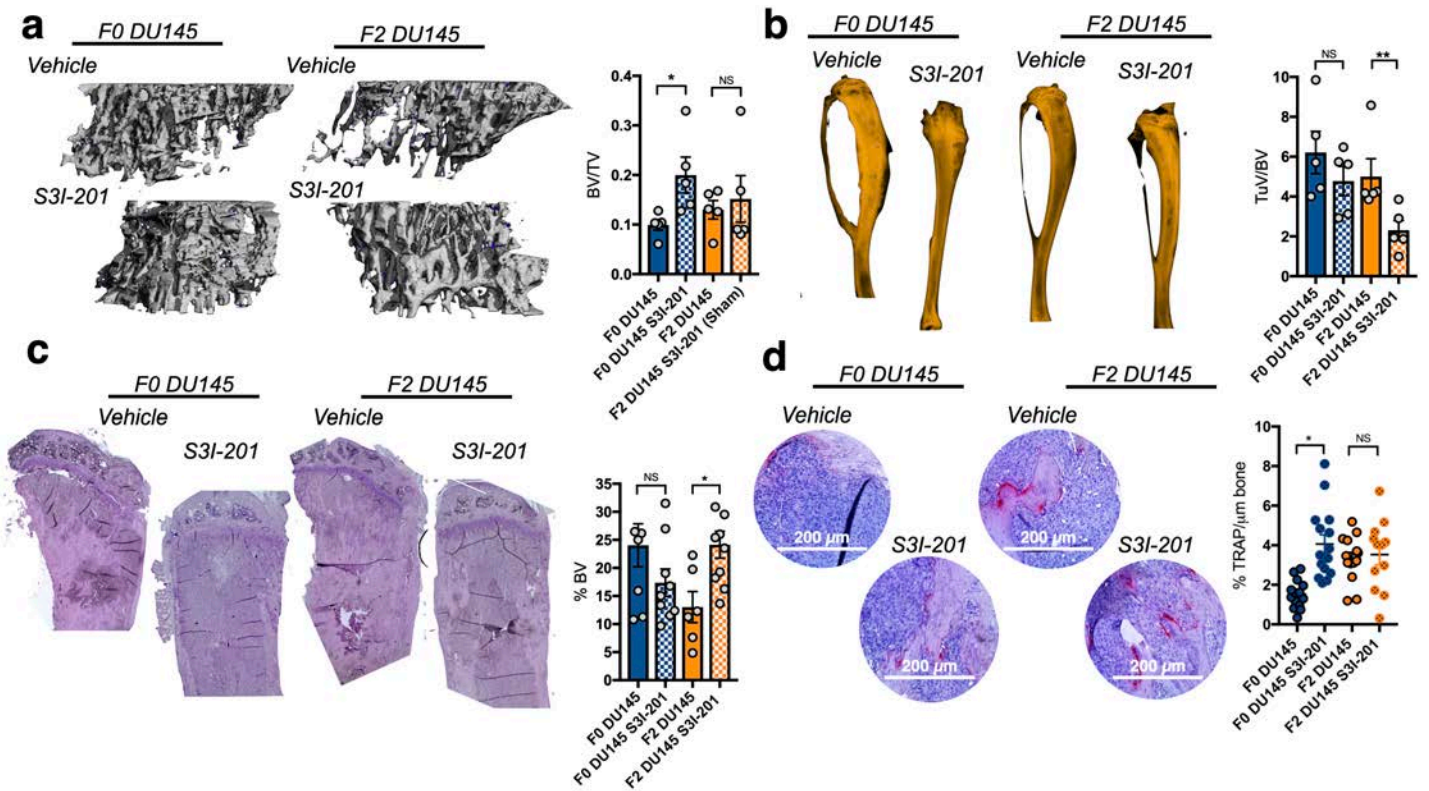 a
F0 DU145
F2 DU145
Vehicle
Vehicle
S3I-201
S3I-201
BV/TV
0.4
0.3
0.2
0.1
0.0
*
NS
F0 DU145
F0 DU145 S3I-201
F2 DU145
F2 DU145 S3I-201 (Sham)
b
F0 DU145
F2 DU145
Vehicle
S3I-201
Vehicle
S3I-201
TuV/BV
10
8
6
4
2
0
NS
**
F0 DU145
F0 DU145 S3I-201
F2 DU145
F2 DU145 S3I-201
c
F0 DU145
F2 DU145
Vehicle
S3I-201
Vehicle
S3I-201
% BV
35
30
25
20
15
10
5
0
NS
*
F0 DU145
F0 DU145 S3I-201
F2 DU145
F2 DU145 S3I-201
d
F0 DU145
F2 DU145
Vehicle
Vehicle
200 µm
200 µm
S3I-201
S3I-201
200 µm
200 µm
% TRAP/µm bone
10
8
6
4
2
0
*
NS
F0 DU145
F0 DU145 S3I-201
F2 DU145
F2 DU145 S3I-201